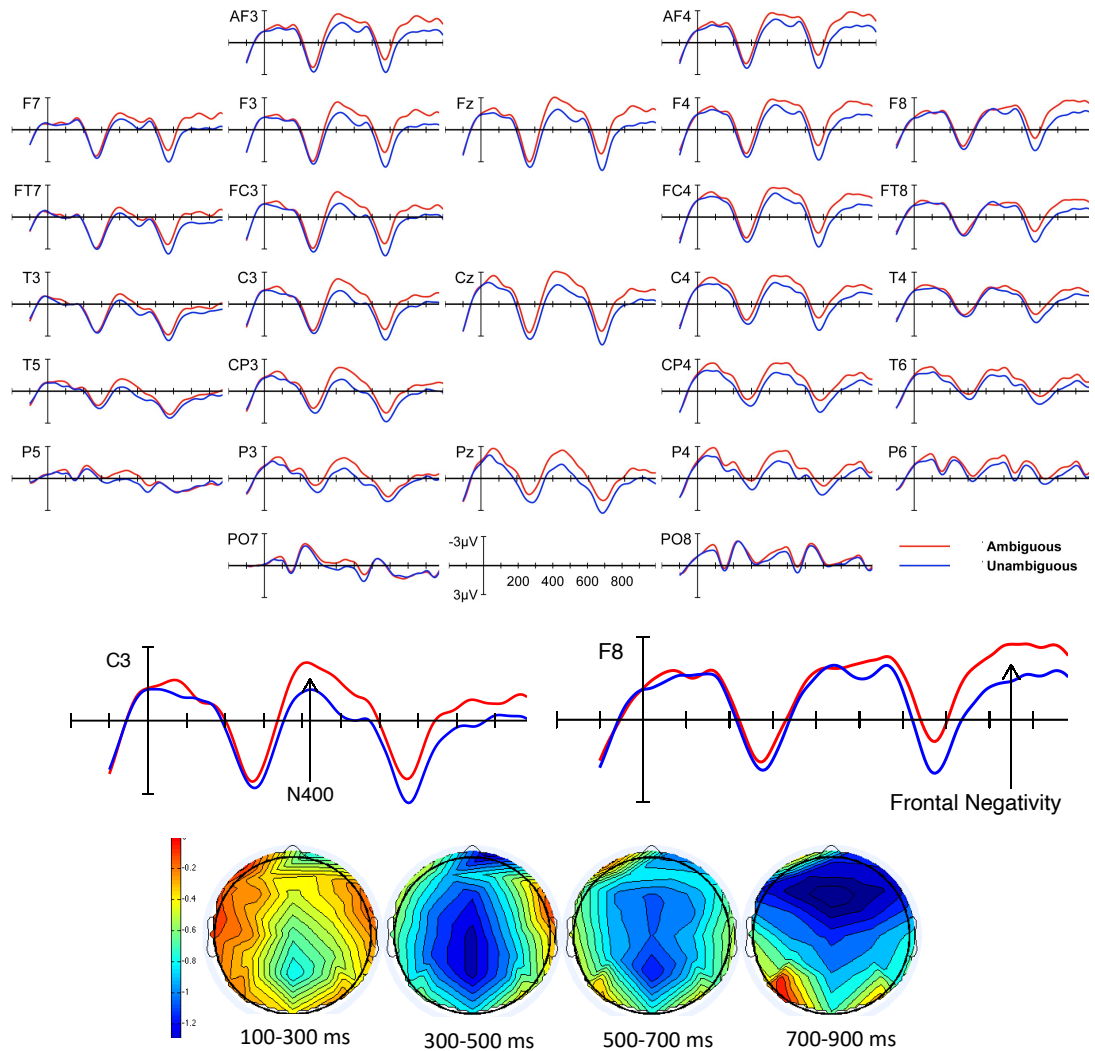 AF3 AF4
F7 F3 Fz F4 F8
FT7 FC3 FC4 FT8
T3 C3 Cz C4 T4
T5 CP3 CP4 T6
P5 P3 Pz P4 P6
PO7 -3µV PO8
Ambiguous
Unambiguous
200 400 600 800
3µV
C3 F8
N400
Frontal Negativity
-0.2
-0.4
-0.6
-0.8
-1
-1.2
100-300 ms 300-500 ms 500-700 ms 700-900 ms